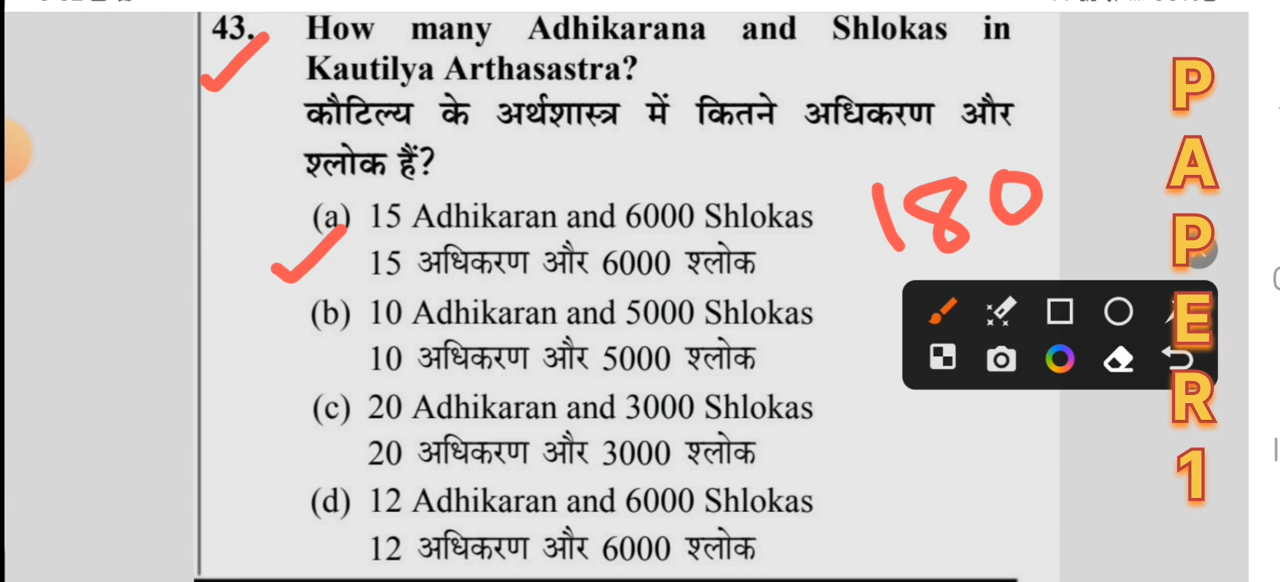 43. How many Adhikarana and Shlokas in
Kautilya Arthasastra?
कौटिल्य के अर्थशास्त्र में कितने अधिकरण और
श्लोक हैं?
(a) 15 Adhikaran and 6000 Shlokas
15 अधिकरण और 6000 श्लोक
180
(b) 10 Adhikaran and 5000 Shlokas
10 अधिकरण और 5000 श्लोक
(c) 20 Adhikaran and 3000 Shlokas
20 अधिकरण और 3000 श्लोक
(d) 12 Adhikaran and 6000 Shlokas
12 अधिकरण और 6000 श्लोक
PAPER1